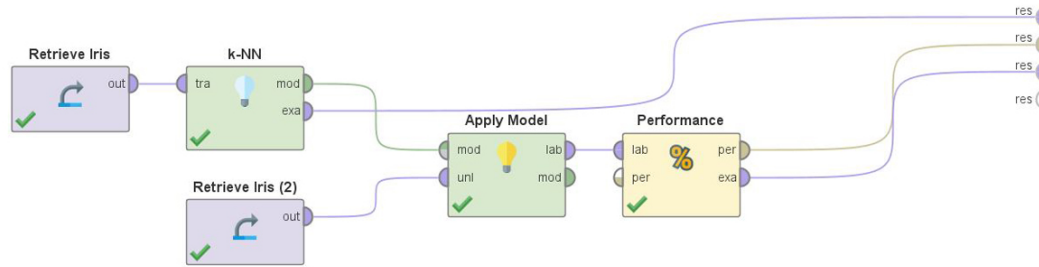 res
res
res
res
Retrieve Iris
out
k-NN
tra
mod
exa
Apply Model
mod
lab
unl
mod
Performance
% 
lab
per
per
exa
Retrieve Iris (2)
out